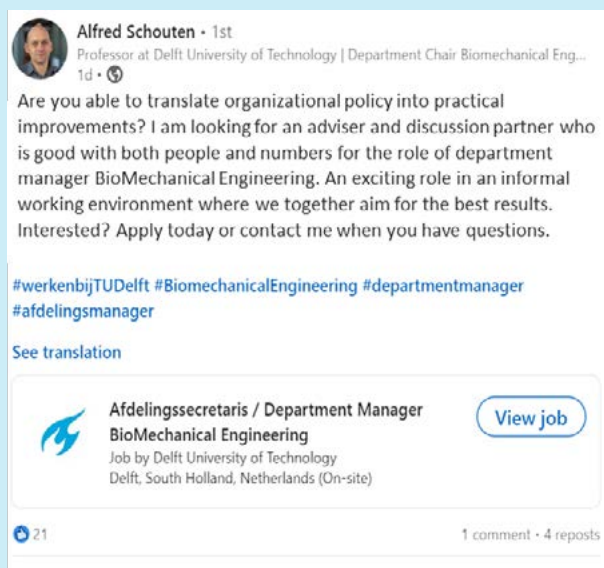 Alfred Schouten • 1st
Professor at Delft University of Technology | Department Chair Biomechanical Eng...
1d •
Are you able to translate organizational policy into practical
improvements? I am looking for an adviser and discussion partner who
is good with both people and numbers for the role of department
manager BioMechanical Engineering. An exciting role in an informal
working environment where we together aim for the best results.
Interested? Apply today or contact me when you have questions.
#werkenbijTUDelft #BiomechanicalEngineering #departmentmanager
#afdelingsmanager
See translation
Afdelingssecretaris / Department Manager
BioMechanical Engineering
View job
Job by Delft University of Technology
Delft, South Holland, Netherlands (On-site)
21
1 comment • 4 reposts